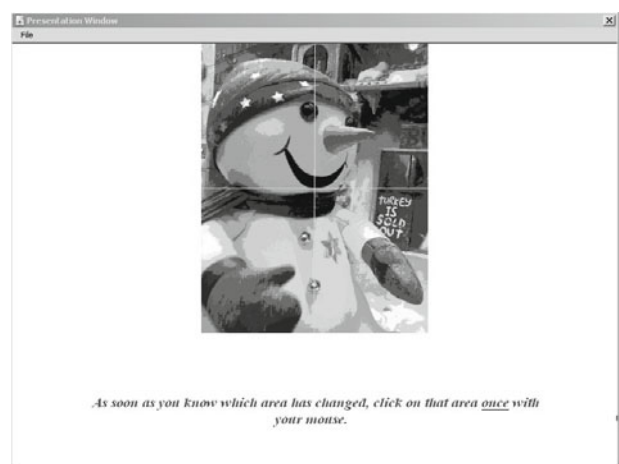 Presentation Window
File
TURKEY
IS
SOLD
OUT
As soon as you know which area has changed, click on that area once with
your mouse.